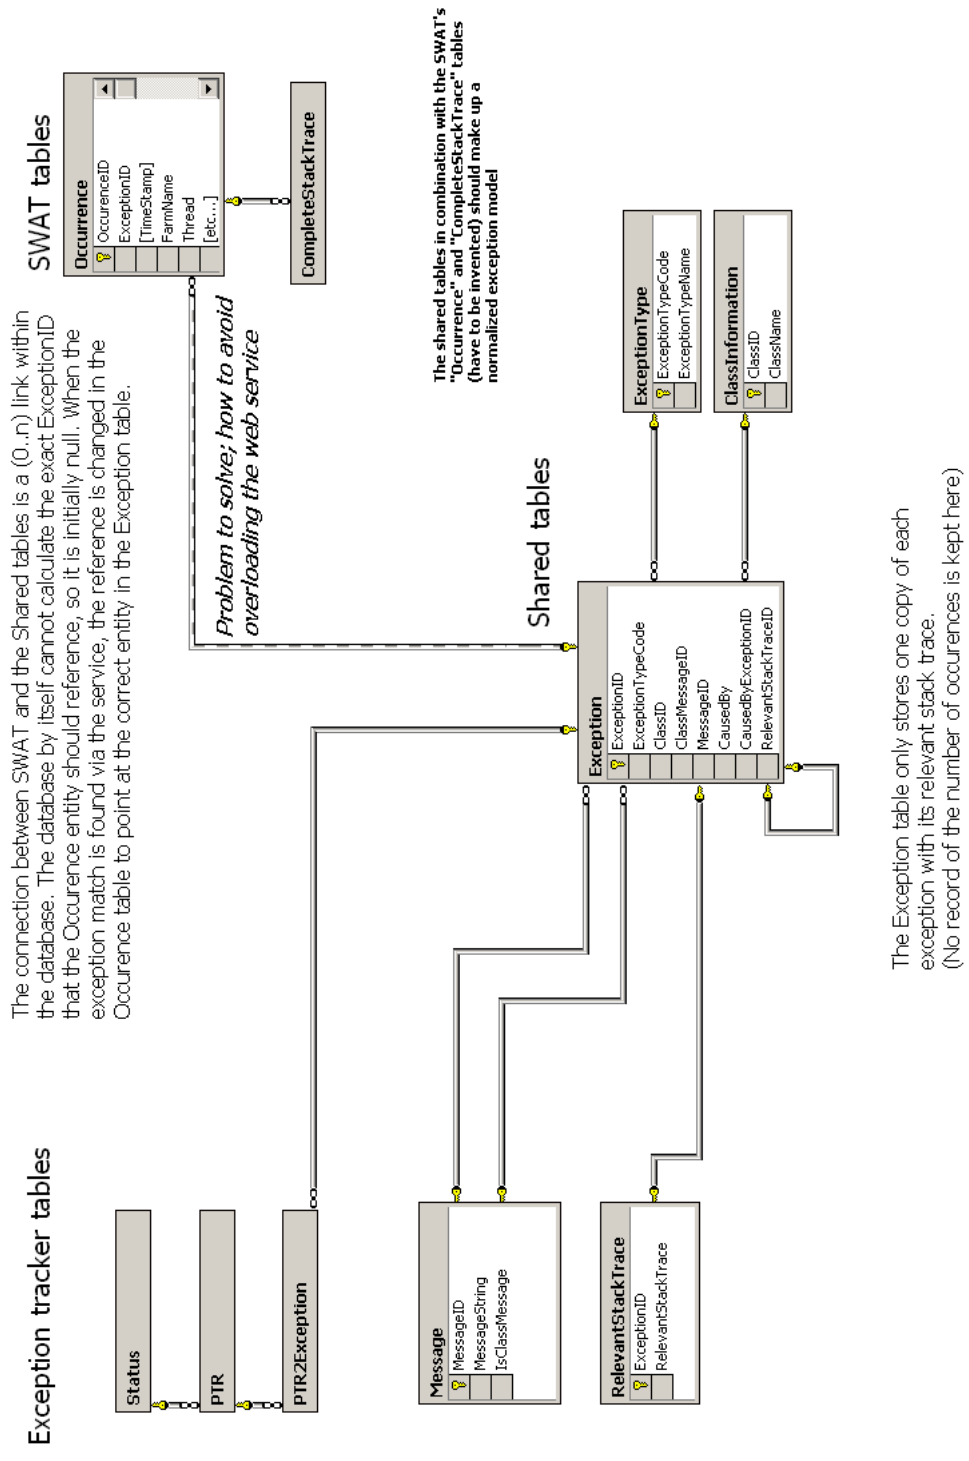 Exception tracker tables
Status
PTR
PTR2Exception
Message
MessageID
MessageString
IsClassMessage
RelevantStackTrace
ExceptionID
RelevantStackTrace
The connection between SWAT and the Shared tables is a (0..n) link within
the database. The database by itself cannot calculate the exact ExceptionID
that the Occurence entity should reference, so it is initially null. When the
exception match is found via the service, the reference is changed in the
Occurence table to point at the correct entity in the Exception table.
Problem to solve; how to avoid
overloading the web service
Shared tables
Exception
ExceptionID
ExceptionTypeCode
ClassID
ClassMessageID
MessageID
CausedBy
CausedByExceptionID
RelevantStackTraceID
The Exception table only stores one copy of each
exception with its relevant stack trace.
(No record of the number of occurences is kept here)
SWAT tables
Occurrence
OccurenceID
ExceptionID
[TimeStamp]
FarmName
Thread
[etc...]
CompleteStackTrace
The shared tables in combination with the SWAT's
"Occurrence" and "CompleteStackTrace" tables
(have to be invented) should make up a
normalized exception model
ExceptionType
ExceptionTypeCode
ExceptionTypeName
ClassInformation
ClassID
ClassName